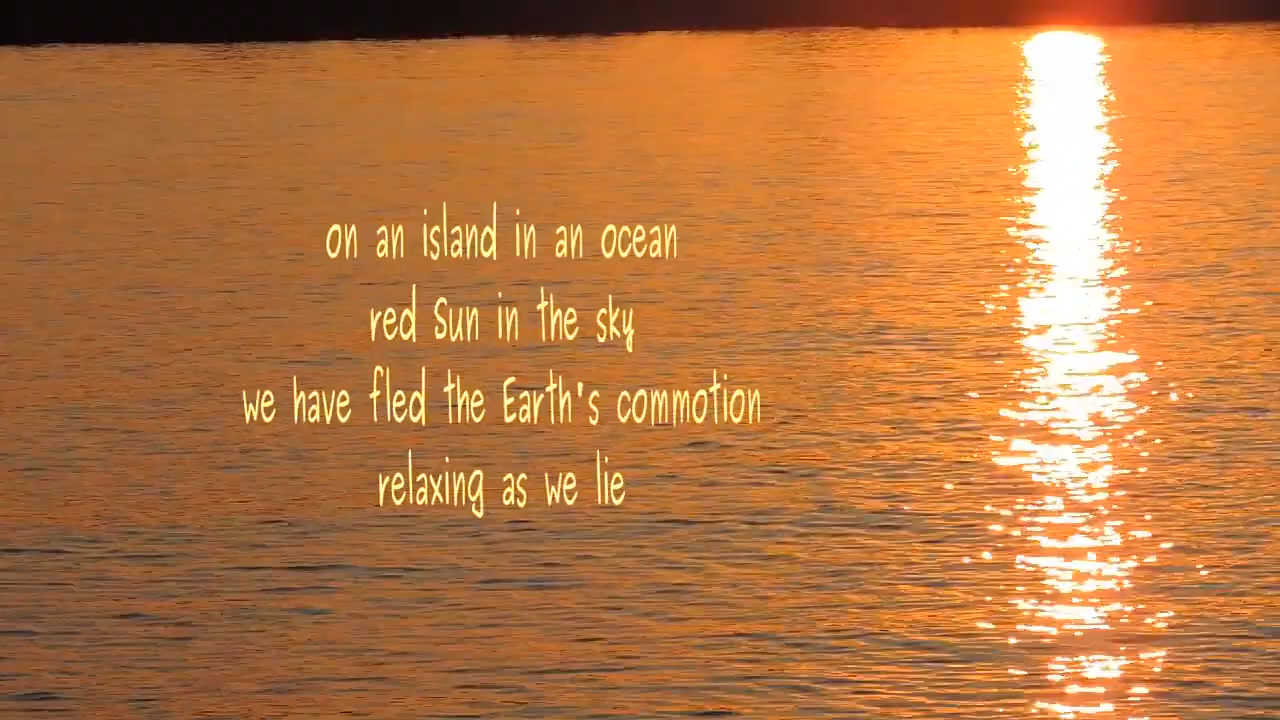 on an island in an ocean
red Sun in the sky
we have fled the Earth's commotion
relaxing as we lie